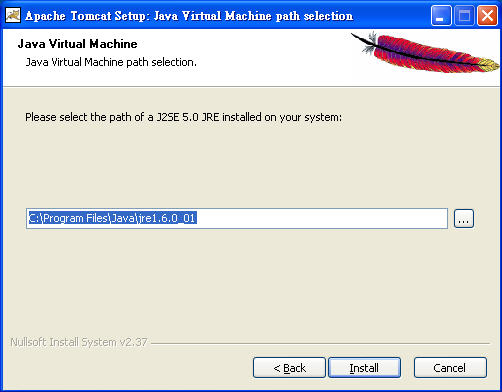 Apache Tomcat Setup: Java Virtual Machine path selection
Java Virtual Machine
Java Virtual Machine path selection.
Please select the path of a J2SE 5.0 JRE installed on your system:
C:\Program Files\Java\jre1.6.0_01
...
Nullsoft Install System v2.37
< Back
Install
Cancel